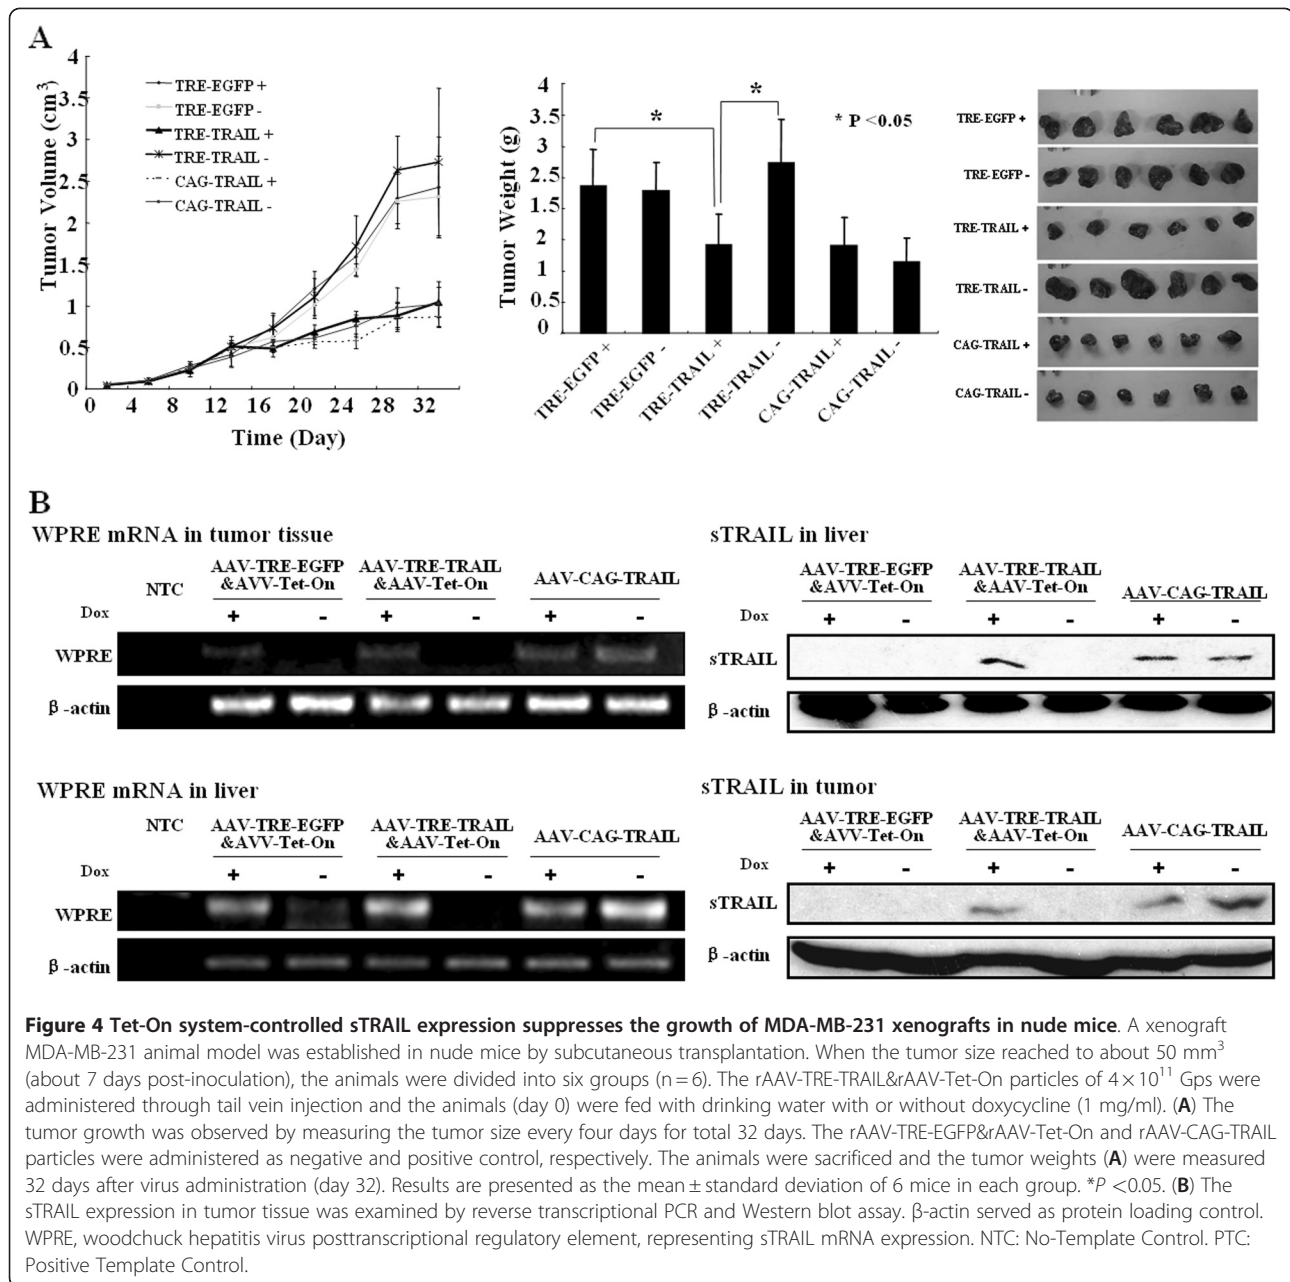 A
Tumor Volume (cm3)
4
3.5
3
2.5
2
1.5
1
0.5
0
0 2 6 10 14 18 22 26 30 32
Time (Day)
TRE-EGFP +
TRE-EGFP -
TRE-TRAIL +
TRE-TRAIL -
CAG-TRAIL +
CAG-TRAIL -
Tumor Weight (g)
4
3.5
3
2.5
2
1.5
1
0.5
0
*
*
* P <0.05
TRE-EGFP +
TRE-EGFP -
TRE-TRAIL +
TRE-TRAIL -
CAG-TRAIL +
CAG-TRAIL -
TRE-EGFP +
TRE-EGFP -
TRE-TRAIL +
TRE-TRAIL -
CAG-TRAIL +
CAG-TRAIL -
B
WPRE mRNA in tumor tissue
NTC
AAV-TRE-EGFP
&AVV-Tet-On
AAV-TRE-TRAIL
&AAV-Tet-On
AAV-CAG-TRAIL
Dox + - + - + -
WPRE
β-actin
sTRAIL in liver
AAV-TRE-EGFP
&AVV-Tet-On
AAV-TRE-TRAIL
&AAV-Tet-On
AAV-CAG-TRAIL
Dox + - + - + -
sTRAIL
β-actin
WPRE mRNA in liver
NTC
AAV-TRE-EGFP
&AVV-Tet-On
AAV-TRE-TRAIL
&AAV-Tet-On
AAV-CAG-TRAIL
Dox + - + - + -
WPRE
β-actin
sTRAIL in tumor
AAV-TRE-EGFP
&AVV-Tet-On
AAV-TRE-TRAIL
&AAV-Tet-On
AAV-CAG-TRAIL
Dox + - + - + -
sTRAIL
β-actin
Figure 4 Tet-On system-controlled sTRAIL expression suppresses the growth of MDA-MB-231 xenografts in nude mice. A xenograft
MDA-MB-231 animal model was established in nude mice by subcutaneous transplantation. When the tumor size reached to about 50 mm3
(about 7 days post-inoculation), the animals were divided into six groups (n = 6). The rAAV-TRE-TRAIL&rAAV-Tet-On particles of 4 × 10^11 Gps were
administered through tail vein injection and the animals (day 0) were fed with drinking water with or without doxycycline (1 mg/ml). (A) The
tumor growth was observed by measuring the tumor size every four days for total 32 days. The rAAV-TRE-EGFP&rAAV-Tet-On and rAAV-CAG-TRAIL
particles were administered as negative and positive control, respectively. The animals were sacrificed and the tumor weights (A) were measured
32 days after virus administration (day 32). Results are presented as the mean ± standard deviation of 6 mice in each group. *P <0.05. (B) The
sTRAIL expression in tumor tissue was examined by reverse transcriptional PCR and Western blot assay. β-actin served as protein loading control.
WPRE, woodchuck hepatitis virus posttranscriptional regulatory element, representing sTRAIL mRNA expression. NTC: No-Template Control. PTC:
Positive Template Control.